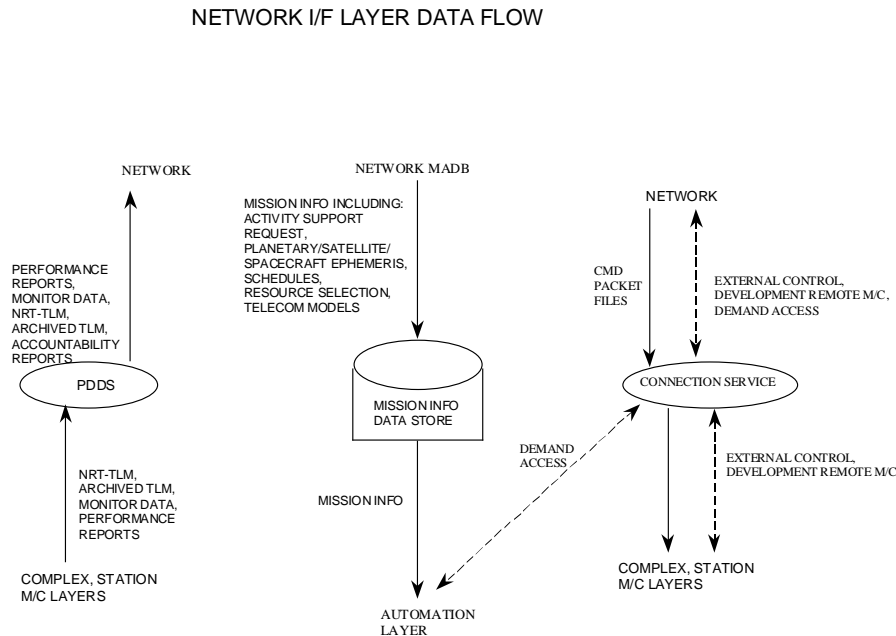 NETWORK I/F LAYER DATA FLOW
NETWORK
PERFORMANCE
REPORTS,
MONITOR DATA,
NRT-TLM,
ARCHIVED TLM,
ACCOUNTABILITY
REPORTS
PDDS
NRT-TLM,
ARCHIVED TLM,
MONITOR DATA,
PERFORMANCE
REPORTS
COMPLEX, STATION
M/C LAYERS
NETWORK MADB
MISSION INFO INCLUDING:
ACTIVITY SUPPORT
REQUEST,
PLANETARY/SATELLITE/
SPACECRAFT EPHEMERIS,
SCHEDULES,
RESOURCE SELECTION,
TELECOM MODELS
MISSION INFO
DATA STORE
MISSION INFO
AUTOMATION
LAYER
DEMAND
ACCESS
NETWORK
CMD
PACKET
FILES
EXTERNAL CONTROL,
DEVELOPMENT REMOTE M/C,
DEMAND ACCESS
CONNECTION SERVICE
EXTERNAL CONTROL,
DEVELOPMENT REMOTE M/C
COMPLEX, STATION
M/C LAYERS